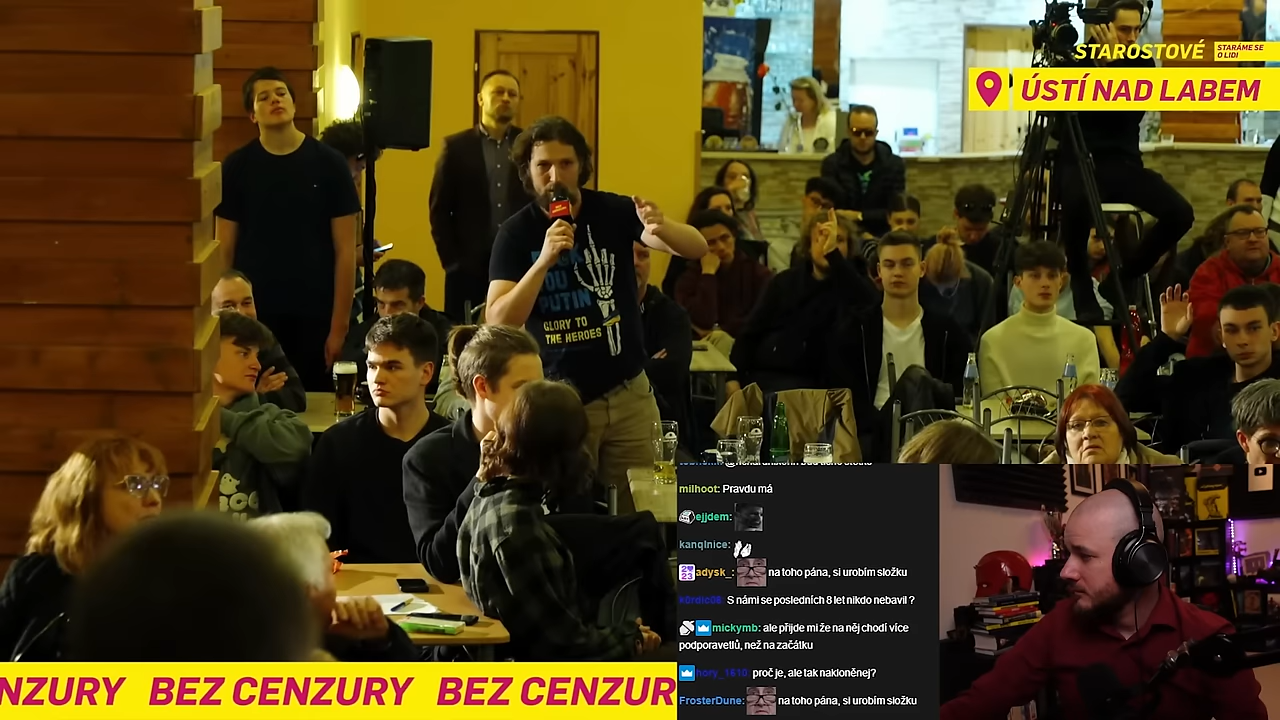 STAROSTOVÉ
STARÁME SE
O LIDI
ÚSTÍ NAD LABEM
YOU
PUTIN
GLORY TO
THE HEROES
milhoot: Pravdu má
ejjdem:
kanqlnice:
adysk_: na toho pána, si urobím složku
S námi se posledních 8 let nikdo nebavil ?
mickymb: ale přijde mi že na něj chodí více
podporavetlů, než na začátku
nory_1610: proč je, ale tak nakloněnej?
FrosterDune: na toho pána, si urobím složku
NZURY BEZ CENZURY BEZ CENZUR